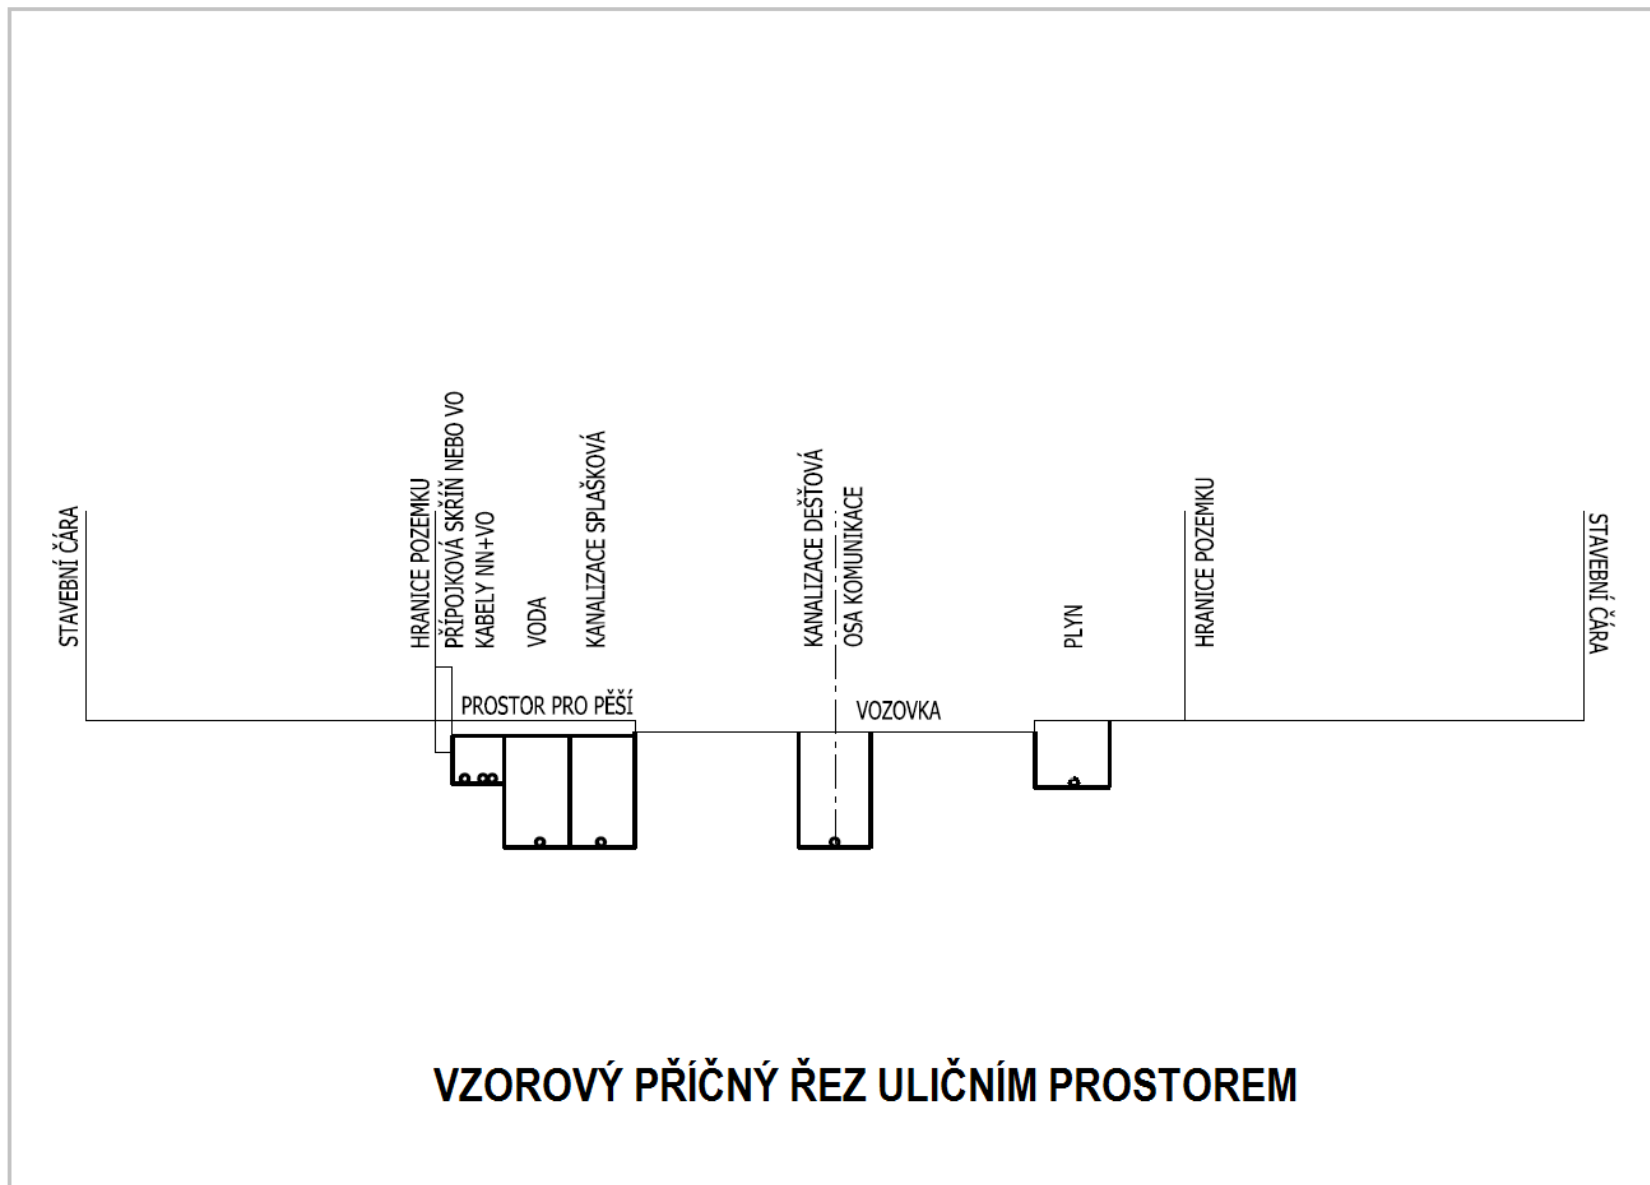 STAVEBNÍ ČÁRA
HRANICE POZEMKU
PŘÍPOJKOVÁ SKŘÍŇ NEBO VO
KABELY NN+VO
VODA
KANALIZACE SPLAŠKOVÁ
KANALIZACE DEŠŤOVÁ
OSA KOMUNIKACE
PLYN
HRANICE POZEMKU
STAVEBNÍ ČÁRA
PROSTOR PRO PĚŠÍ
VOZOVKA
VZOROVÝ PŘÍČNÝ ŘEZ ULIČNÍM PROSTOREM